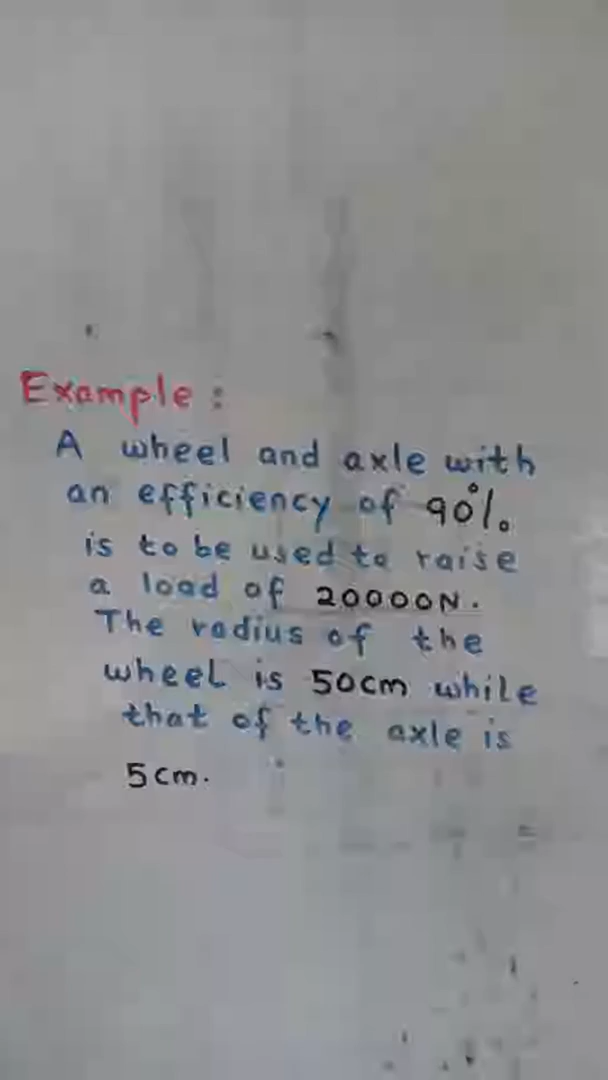 Example:
A wheel and axle with
an efficiency of 90%
is to be used to raise
a load of 20000N.
The radius of the
wheel is 50cm while
that of the axle is
5cm.